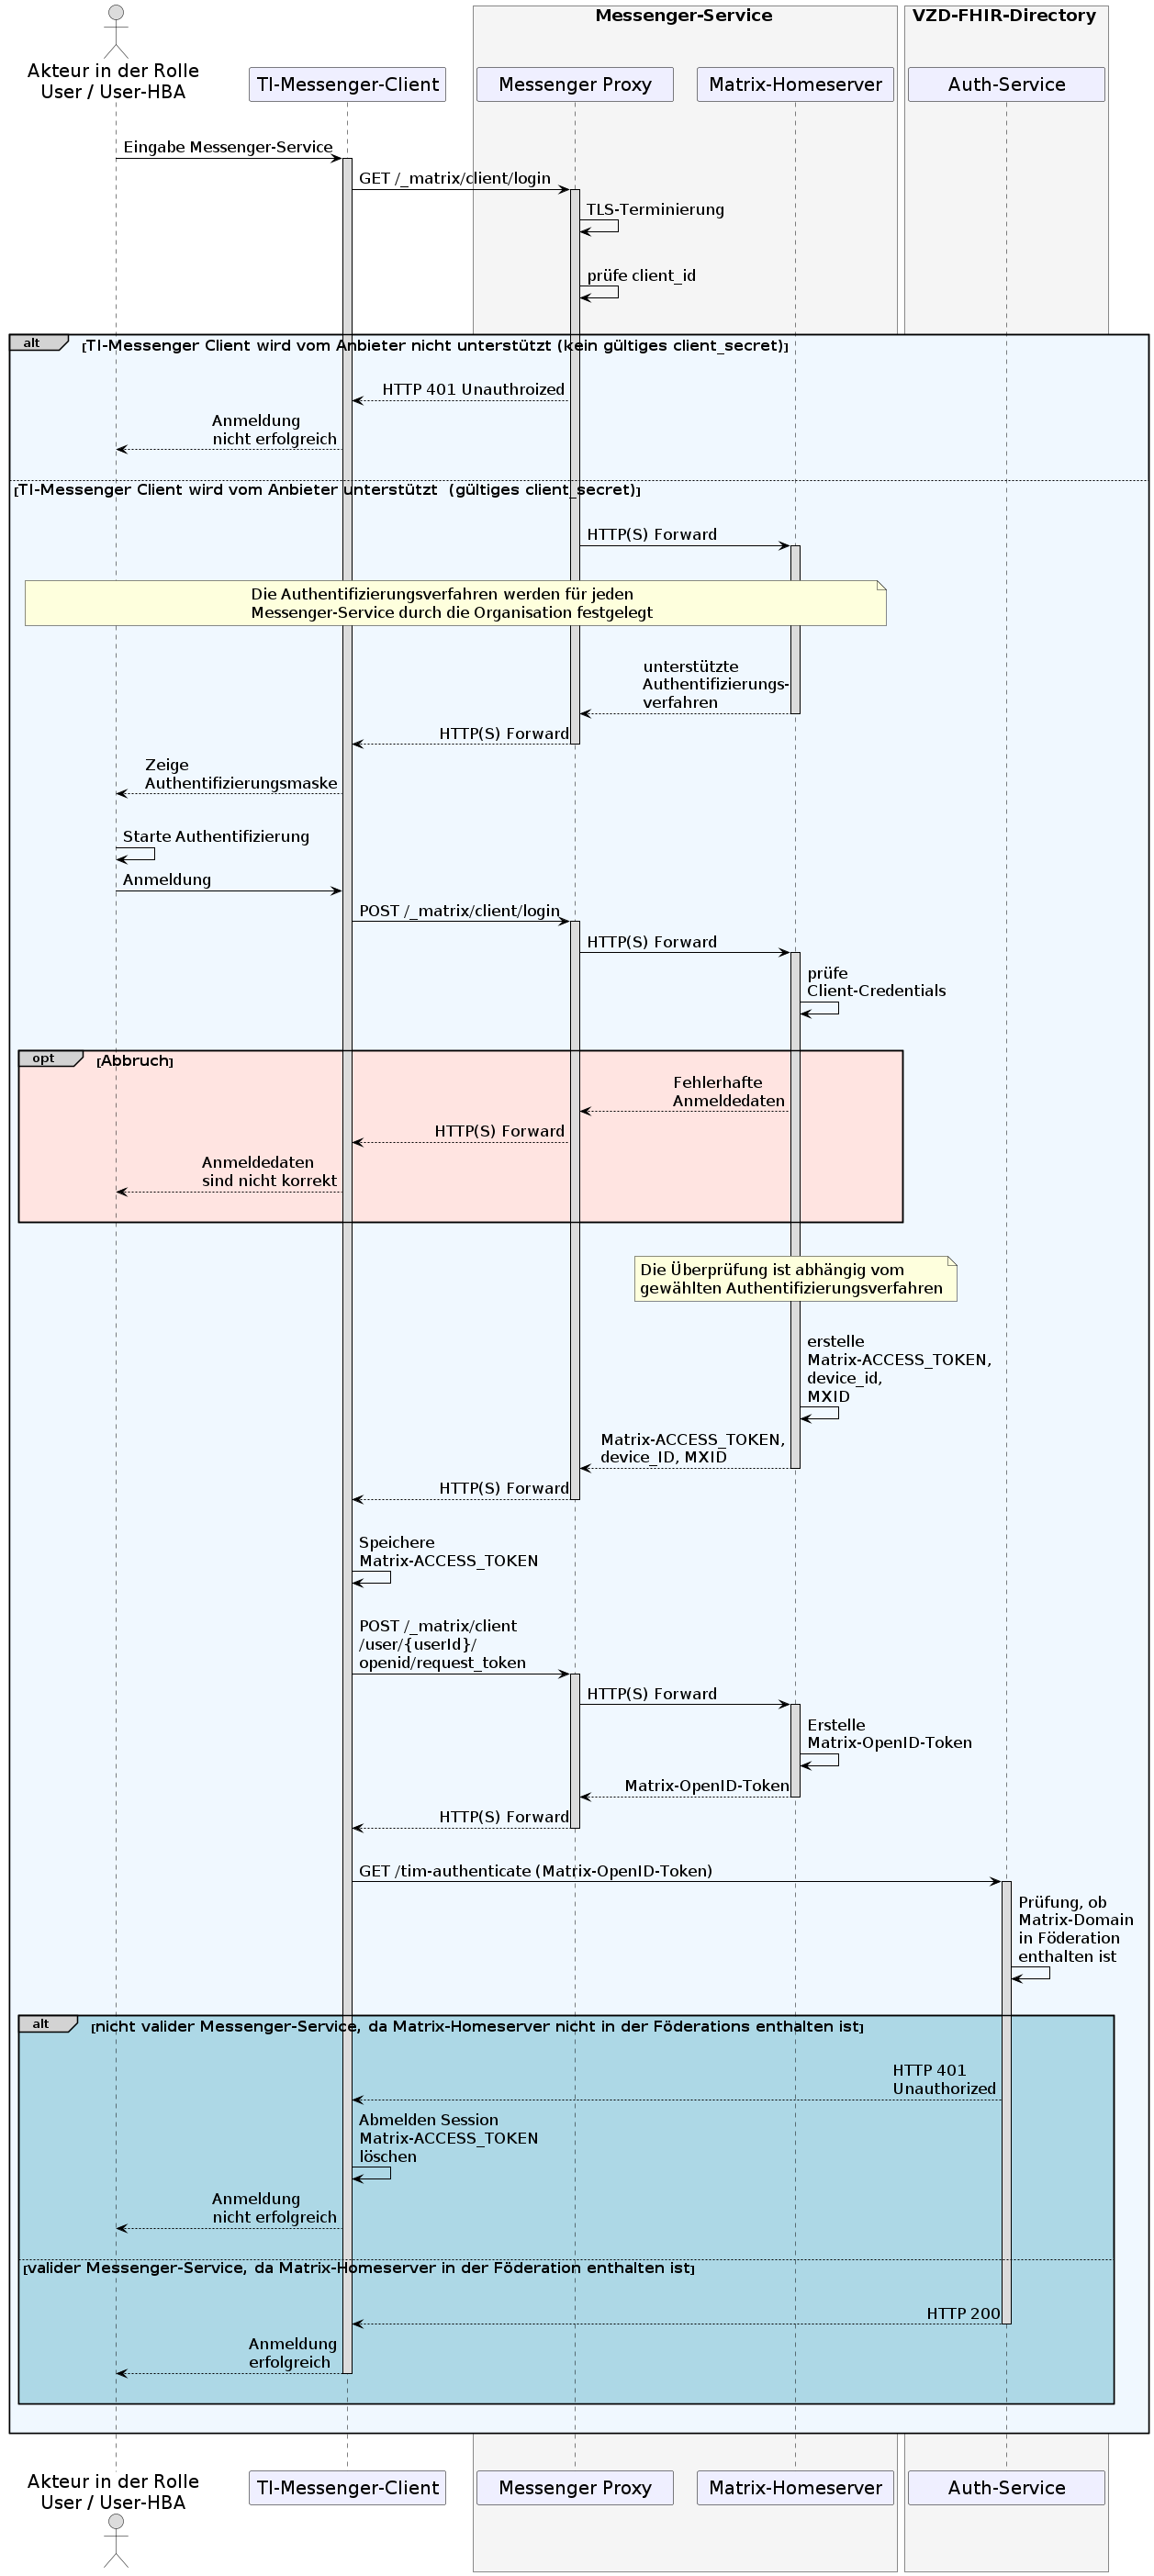 Messenger-Service
VZD-FHIR-Directory
Akteur in der Rolle
User / User-HBA
TI-Messenger-Client
Messenger Proxy
Matrix-Homeserver
Auth-Service
Eingabe Messenger-Service
GET /_matrix/client/login
TLS-Terminierung
prüfe client_id
alt
[TI-Messenger Client wird vom Anbieter nicht unterstützt (kein gültiges client_secret)]
HTTP 401 Unauthroized
Anmeldung
nicht erfolgreich
[TI-Messenger Client wird vom Anbieter unterstützt  (gültiges client_secret)]
HTTP(S) Forward
Die Authentifizierungsverfahren werden für jeden
Messenger-Service durch die Organisation festgelegt
unterstützte
Authentifizierungs-
verfahren
HTTP(S) Forward
Zeige
Authentifizierungsmaske
Starte Authentifizierung
Anmeldung
POST /_matrix/client/login
HTTP(S) Forward
prüfe
Client-Credentials
opt
[Abbruch]
Fehlerhafte
Anmeldedaten
HTTP(S) Forward
Anmeldedaten
sind nicht korrekt
Die Überprüfung ist abhängig vom
gewählten Authentifizierungsverfahren
erstelle
Matrix-ACCESS_TOKEN,
device_id,
MXID
Matrix-ACCESS_TOKEN,
device_ID, MXID
HTTP(S) Forward
Speichere
Matrix-ACCESS_TOKEN
POST /_matrix/client
/user/{userId}/
openid/request_token
HTTP(S) Forward
Erstelle
Matrix-OpenID-Token
Matrix-OpenID-Token
HTTP(S) Forward
GET /tim-authenticate (Matrix-OpenID-Token)
Prüfung, ob
Matrix-Domain
in Föderation
enthalten ist
alt
[nicht valider Messenger-Service, da Matrix-Homeserver nicht in der Föderations enthalten ist]
HTTP 401
Unauthorized
Abmelden Session
Matrix-ACCESS_TOKEN
löschen
Anmeldung
nicht erfolgreich
[valider Messenger-Service, da Matrix-Homeserver in der Föderation enthalten ist]
HTTP 200
Anmeldung
erfolgreich
Akteur in der Rolle
User / User-HBA
TI-Messenger-Client
Messenger Proxy
Matrix-Homeserver
Auth-Service